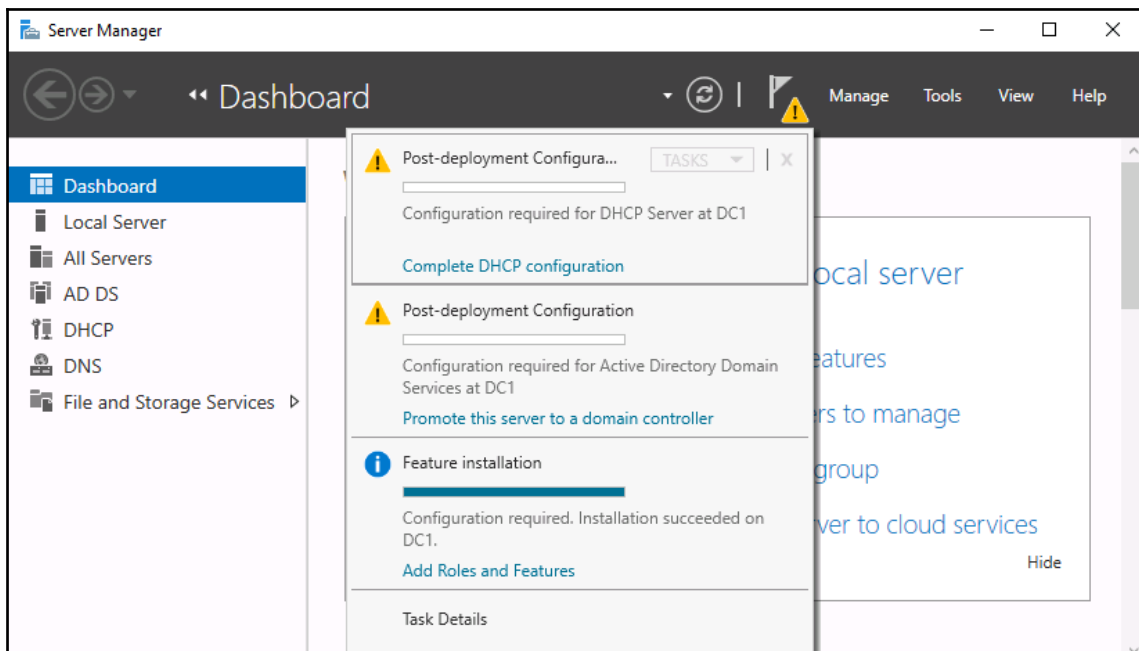 Server Manager
Dashboard
Manage Tools View Help
Dashboard
Local Server
All Servers
AD DS
DHCP
DNS
File and Storage Services
Post-deployment Configura... TASKS X
Configuration required for DHCP Server at DC1
Complete DHCP configuration
Post-deployment Configuration
Configuration required for Active Directory Domain
Services at DC1
Promote this server to a domain controller
Feature installation
Configuration required. Installation succeeded on
DC1.
Add Roles and Features
Task Details
ocal server
eatures
rs to manage
group
ver to cloud services
Hide